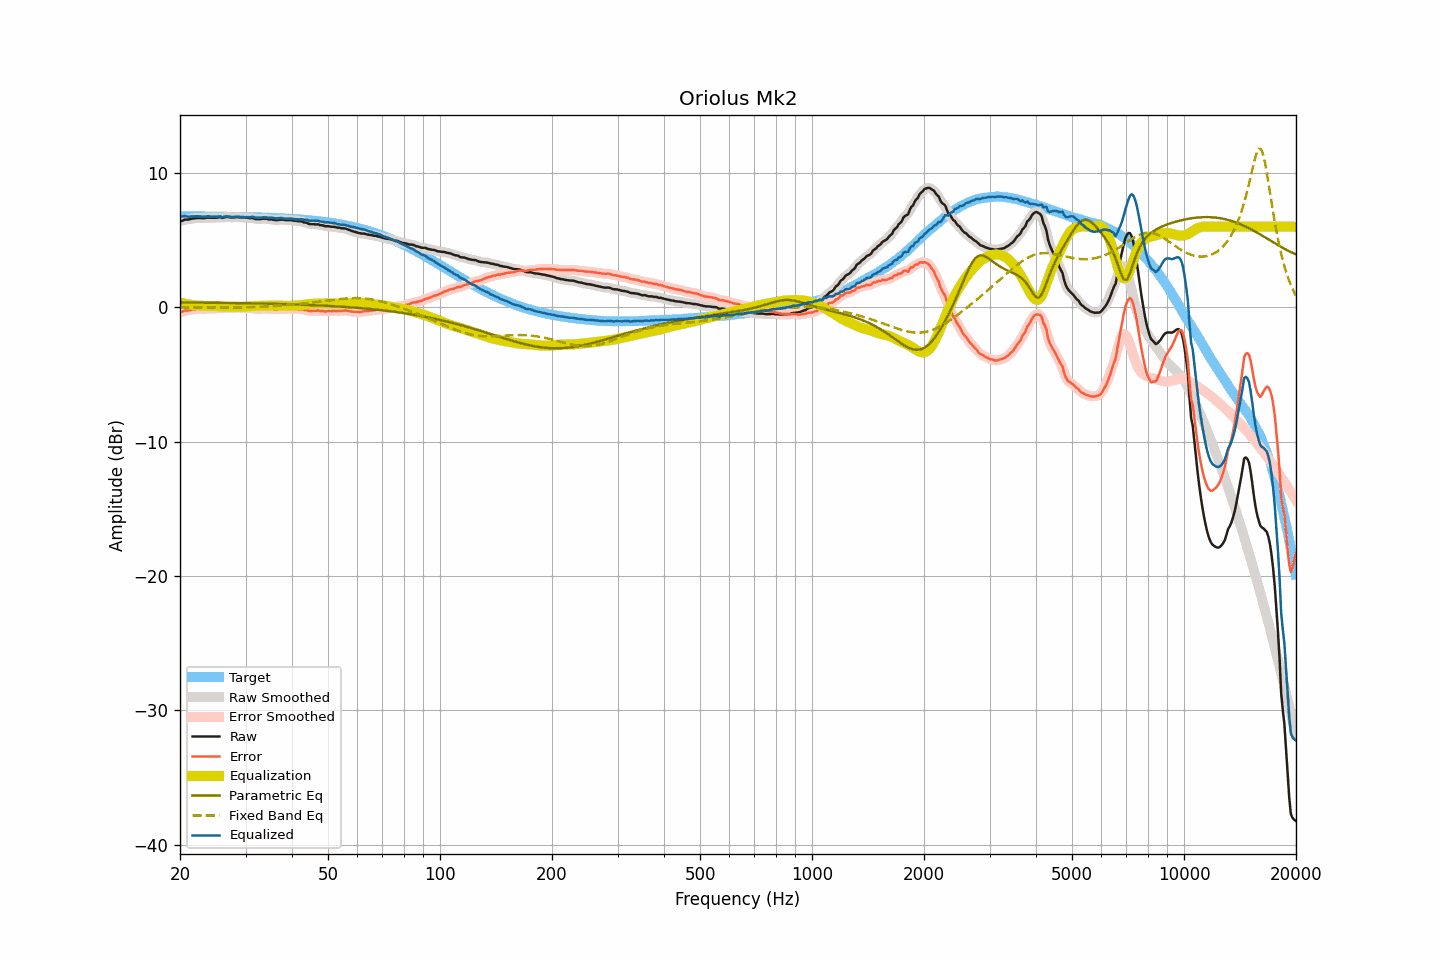 Oriolus Mk2
Amplitude (dBr)
10
0
−10
−20
−30
−40
Target
Raw Smoothed
Error Smoothed
Raw
Error
Equalization
Parametric Eq
Fixed Band Eq
Equalized
20 50 100 200 500 1000 2000 5000 10000 20000
Frequency (Hz)